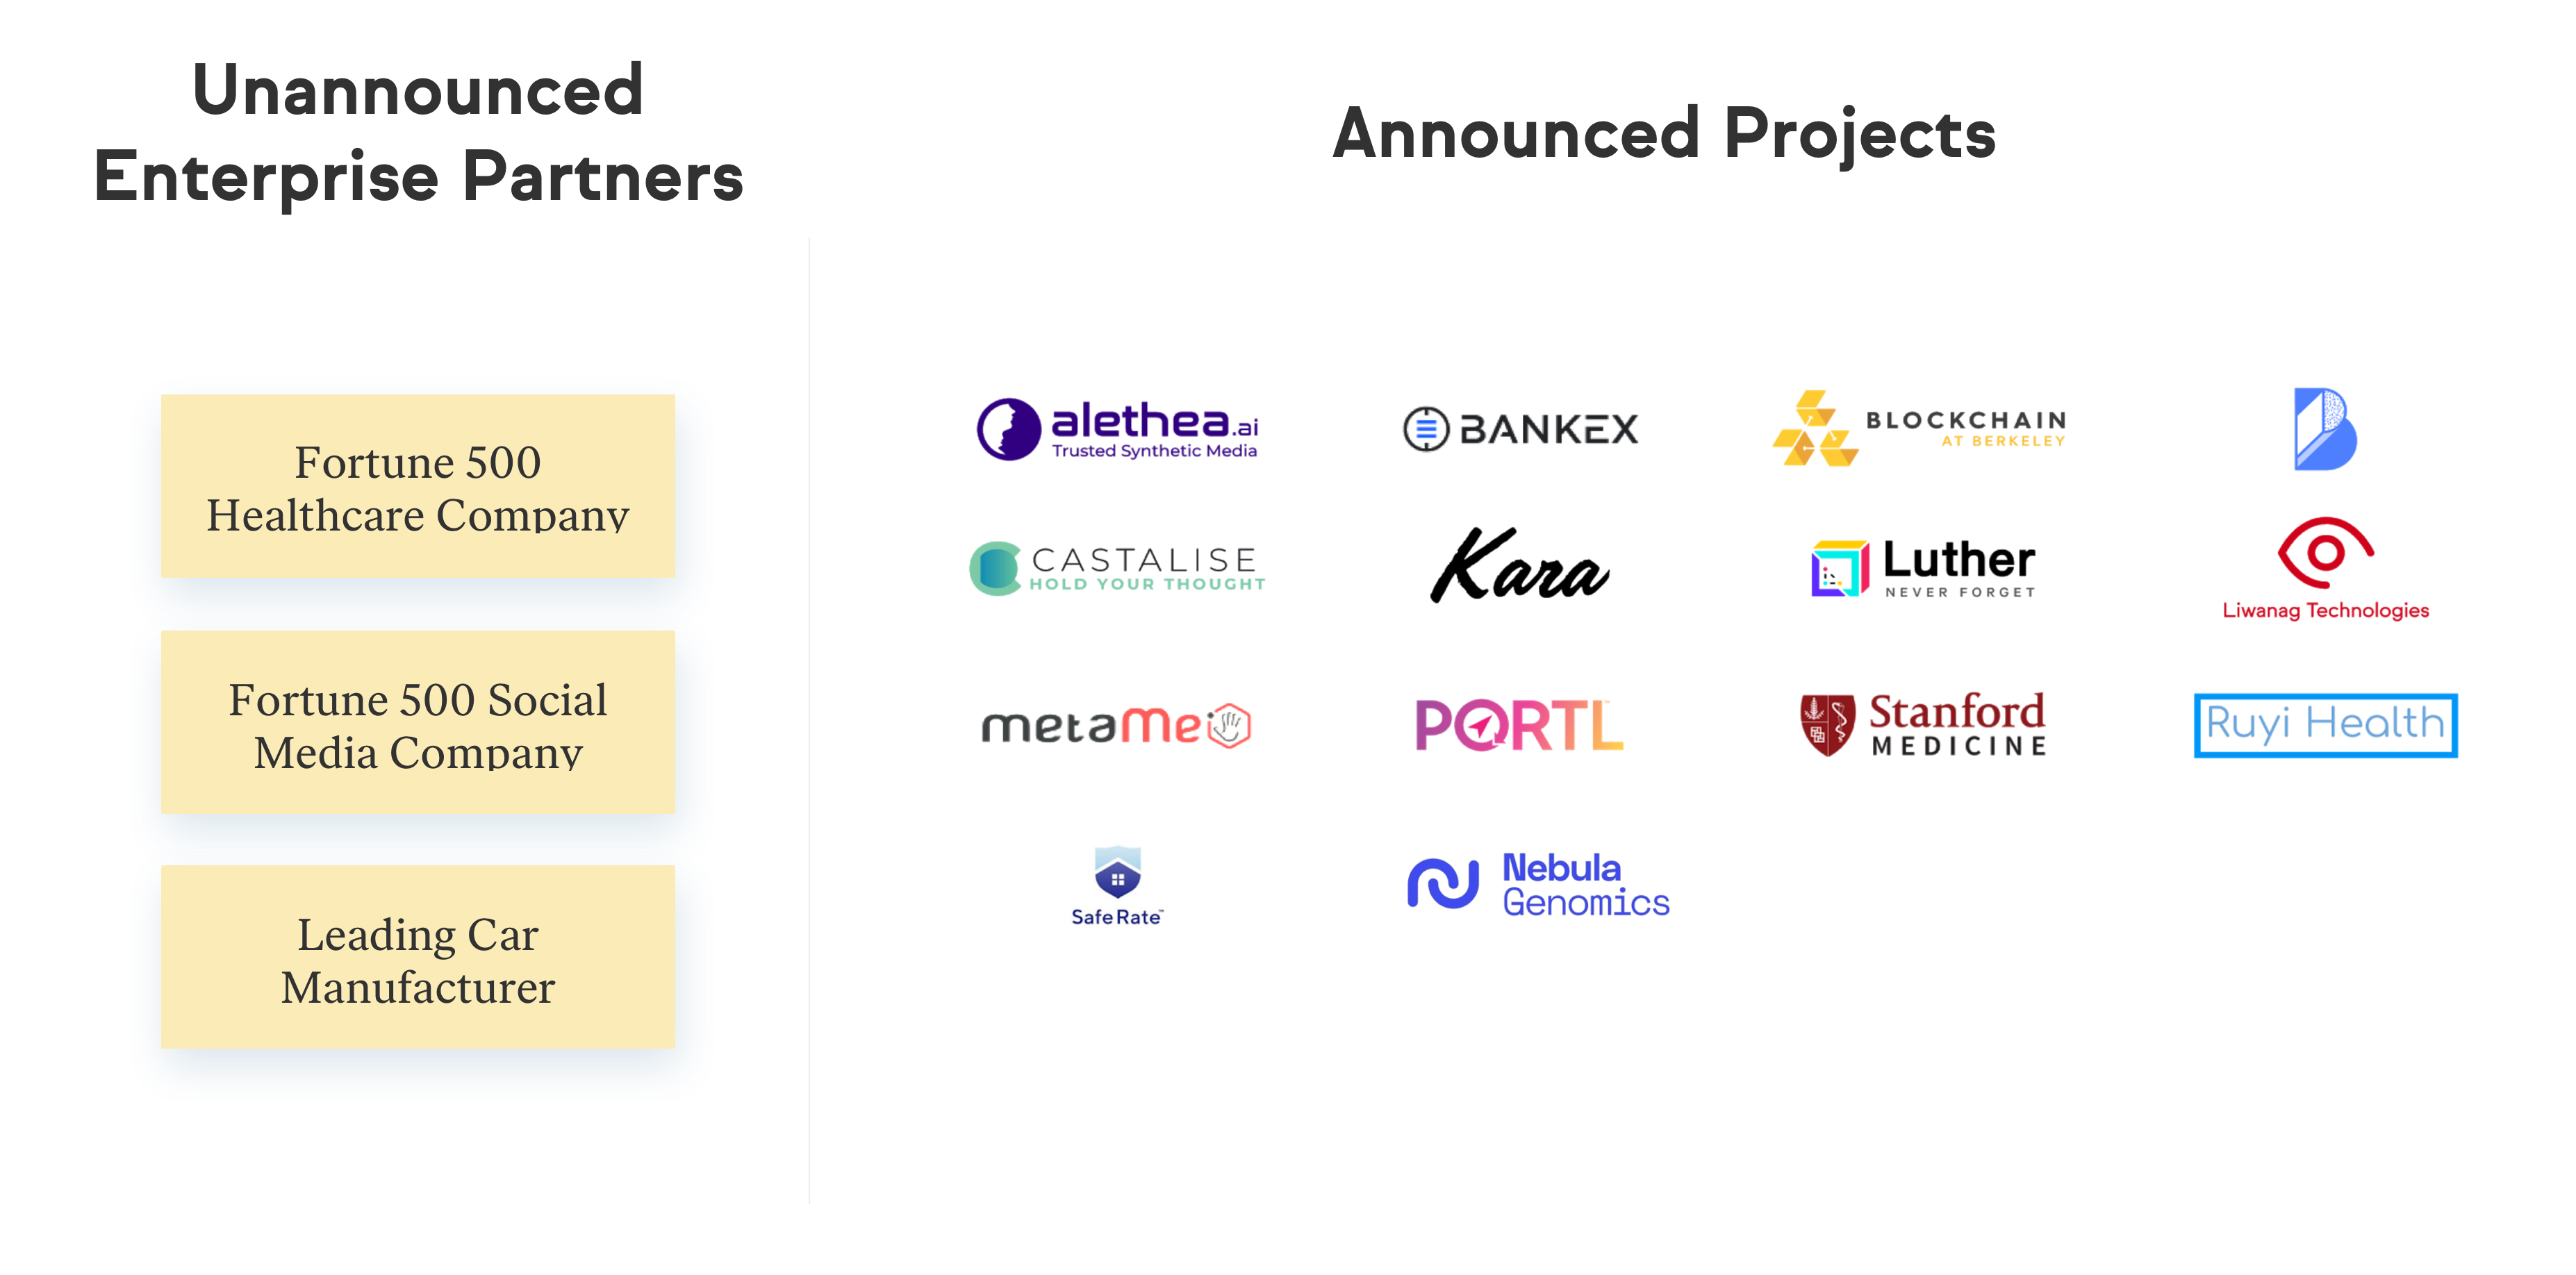 Unannounced
Enterprise Partners
Announced Projects
Fortune 500
Healthcare Company
Fortune 500 Social
Media Company
Leading Car
Manufacturer
alethea.ai
Trusted Synthetic Media
BANKEX
BLOCKCHAIN
AT BERKELEY
B
CASTALISE
HOLD YOUR THOUGHT
Kara
Luther
NEVER FORGET
Liwanag Technologies
metaMe
PORTL
Stanford
MEDICINE
Ruyi Health
SafeRate™
Nebula
Genomics